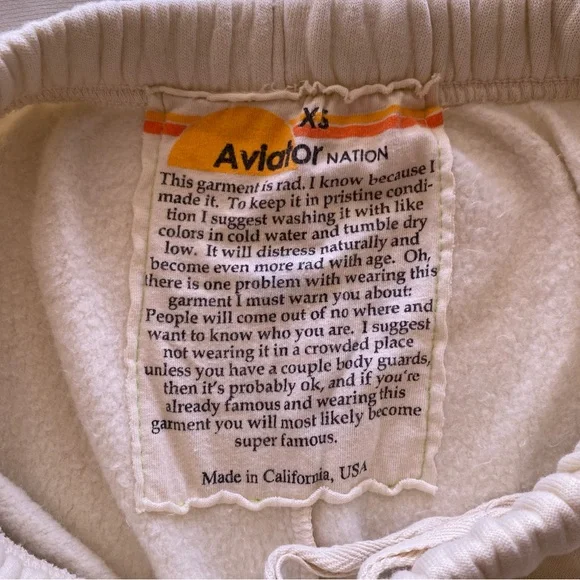 XS
Aviator NATION
This garment is rad. I know because I
made it. To keep it in pristine condi-
tion I suggest washing it with like
colors in cold water and tumble dry
low. It will distress naturally and
become even more rad with age. Oh,
there is one problem with wearing this
garment I must warn you about:
People will come out of no where and
want to know who you are. I suggest
not wearing it in a crowded place
unless you have a couple body guards,
then it's probably ok, and if you're
already famous and wearing this
garment you will most likely become
super famous.
Made in California, USA